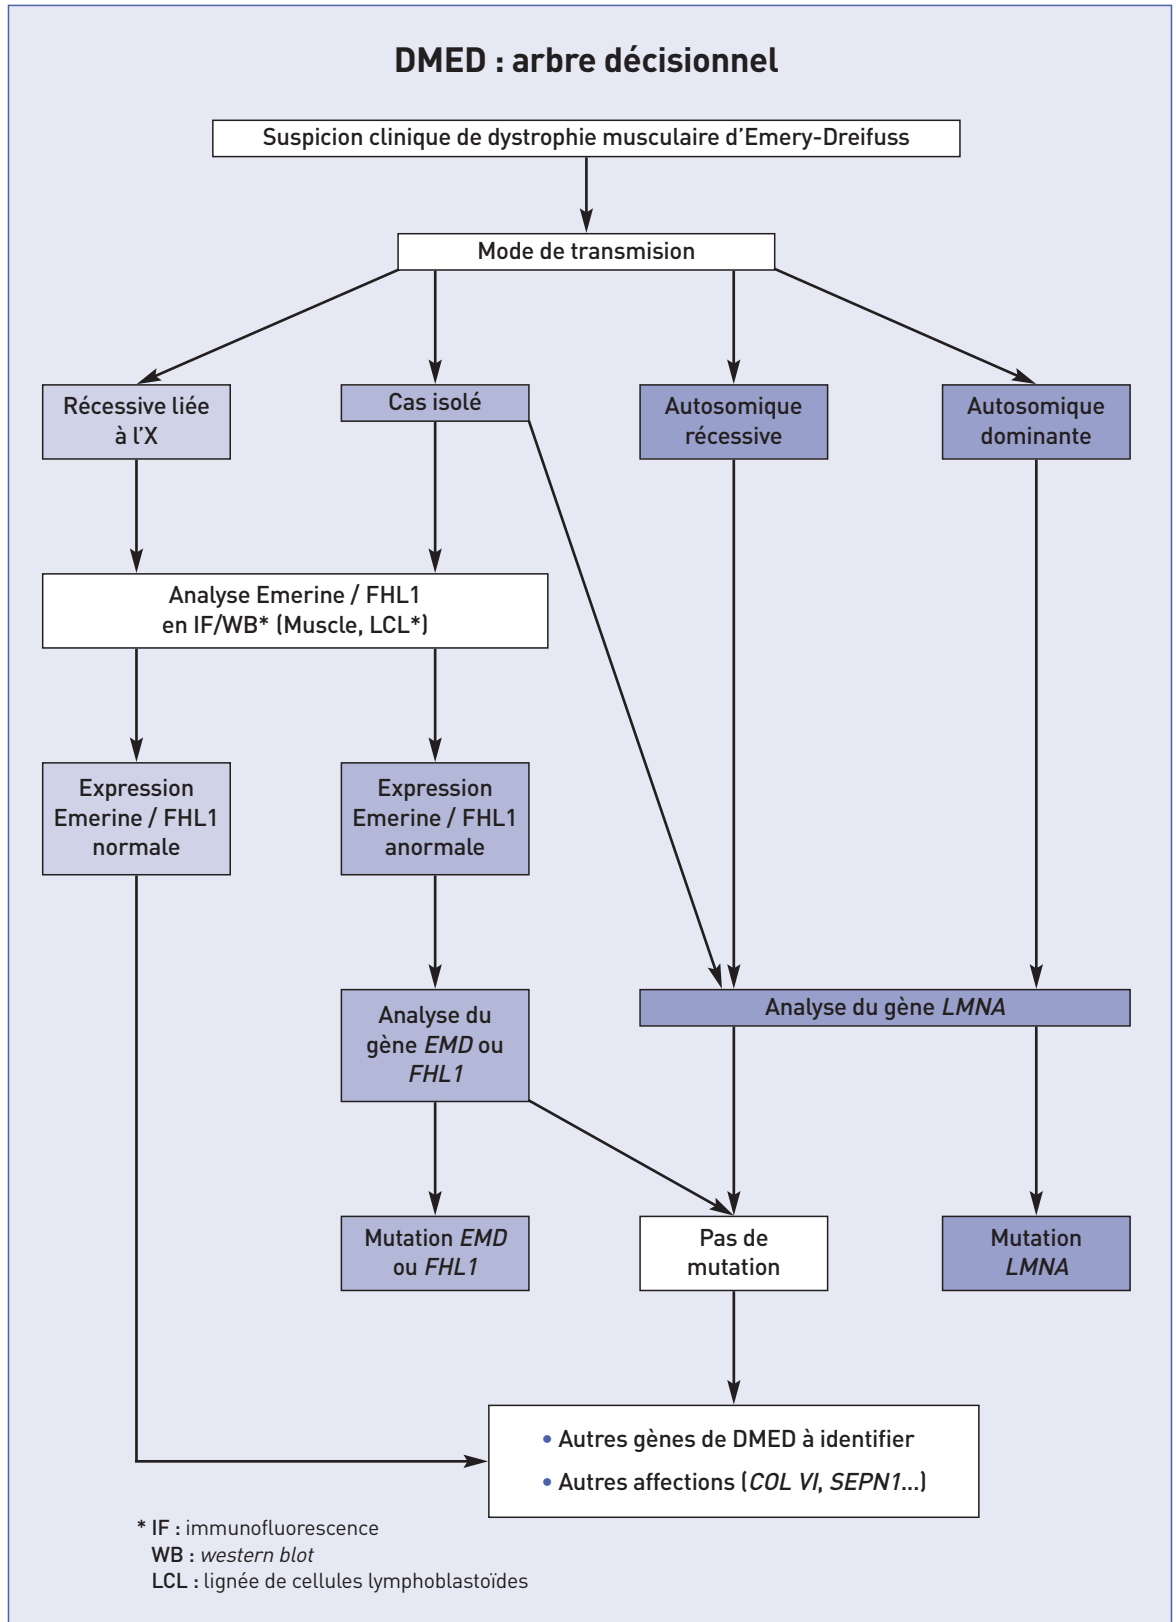 DMED : arbre décisionnel
Suspicion clinique de dystrophie musculaire d'Emery-Dreifuss
Mode de transmision
Récessive liée
à l'X
Cas isolé
Autosomique
récessive
Autosomique
dominante
Analyse Emerine / FHL1
en IF/WB* (Muscle, LCL*)
Expression
Emerine / FHL1
normale
Expression
Emerine / FHL1
anormale
Analyse du
gène EMD ou
FHL1
Analyse du gène LMNA
Mutation EMD
ou FHL1
Pas de
mutation
Mutation
LMNA
• Autres gènes de DMED à identifier
• Autres affections (COL VI, SEPN1...)
* IF : immunofluorescence
WB : western blot
LCL : lignée de cellules lymphoblastoïdes